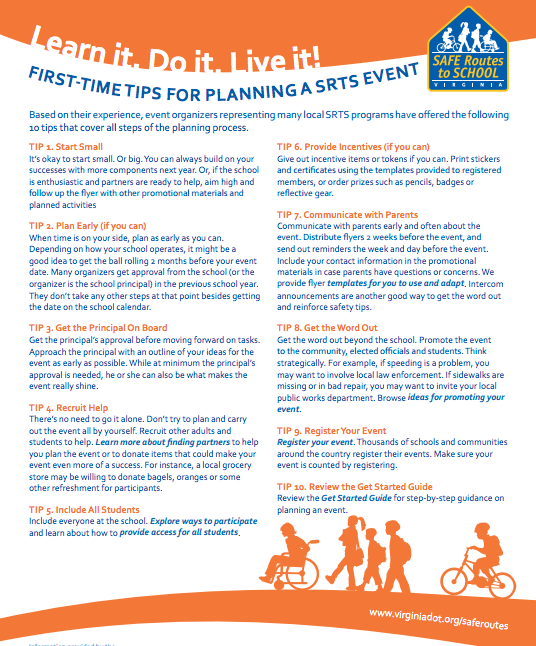 Learn it. Do it. Live it!
SAFE Routes
to SCHOOL
VIRGINIA
FIRST-TIME TIPS FOR PLANNING A SRTS EVENT
Based on their experience, event organizers representing many local SRTS programs have offered the following
10 tips that cover all steps of the planning process.
TIP 1. Start Small
It's okay to start small. Or big. You can always build on your
successes with more components next year. Or, if the school
is enthusiastic and partners are ready to help, aim high and
follow up the flyer with other promotional materials and
planned activities
TIP 2. Plan Early (if you can)
When time is on your side, plan as early as you can.
Depending on how your school operates, it might be a
good idea to get the ball rolling 2 months before your event
date. Many organizers get approval from the school (or the
organizer is the school principal) in the previous school year.
They don't take any other steps at that point besides getting
the date on the school calendar.
TIP 3. Get the Principal On Board
Get the principal's approval before moving forward on tasks.
Approach the principal with an outline of your ideas for the
event as early as possible. While at minimum the principal's
approval is needed, he or she can also be what makes the
event really shine.
TIP 4. Recruit Help
There's no need to go it alone. Don't try to plan and carry
out the event all by yourself. Recruit other adults and
students to help. Learn more about finding partners to help
you plan the event or to donate items that could make your
event even more of a success. For instance, a local grocery
store may be willing to donate bagels, oranges or some
other refreshment for participants.
TIP 5. Include All Students
Include everyone at the school. Explore ways to participate
and learn about how to provide access for all students.
TIP 6. Provide Incentives (if you can)
Give out incentive items or tokens if you can. Print stickers
and certificates using the templates provided to registered
members, or order prizes such as pencils, badges or
reflective gear.
TIP 7. Communicate with Parents
Communicate with parents early and often about the
event. Distribute flyers 2 weeks before the event, and
send out reminders the week and day before the event.
Include your contact information in the promotional
materials in case parents have questions or concerns. We
provide flyer templates for you to use and adapt. Intercom
announcements are another good way to get the word out
and reinforce safety tips.
TIP 8. Get the Word Out
Get the word out beyond the school. Promote the event
to the community, elected officials and students. Think
strategically. For example, if speeding is a problem, you
may want to involve local law enforcement. If sidewalks are
missing or in bad repair, you may want to invite your local
public works department. Browse ideas for promoting your
event.
TIP 9. Register Your Event
Register your event. Thousands of schools and communities
around the country register their events. Make sure your
event is counted by registering.
TIP 10. Review the Get Started Guide
Review the Get Started Guide for step-by-step guidance on
planning an event.
www.virginiadot.org/saferoutes